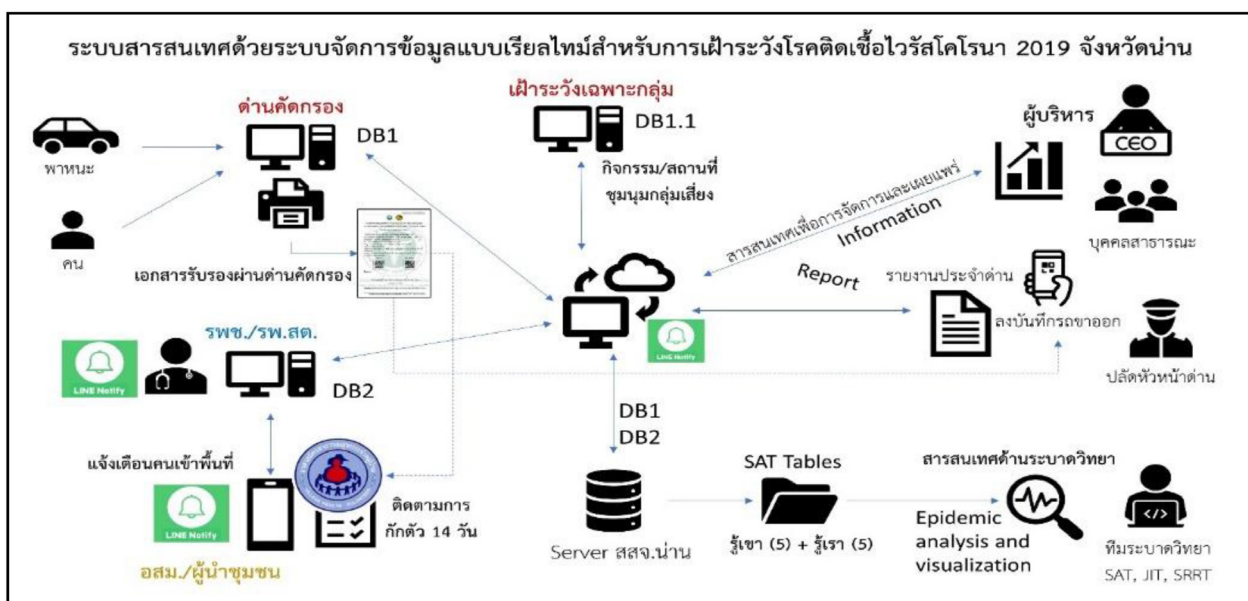 ระบบสารสนเทศด้วยระบบจัดการข้อมูลแบบเรียลไทม์สำหรับการเฝ้าระวังโรคติดเชื้อไวรัสโคโรนา 2019 จังหวัดน่าน
ด่านคัดกรอง
DB1
พาหนะ
คน
เอกสารรับรองผ่านด่านคัดกรอง
เฝ้าระวังเฉพาะกลุ่ม
DB1.1
กิจกรรม/สถานที่
ชุมนุมกลุ่มเสี่ยง
ผู้บริหาร
CEO
บุคคลสาธารณะ
สารสนเทศเพื่อการจัดการและเผยแพร่
Information
Report
รายงานประจำด่าน
ลงบันทึกรถขาออก
ปลัดหัวหน้าด่าน
LINE Notify
รพช./รพ.สต.
LINE Notify
DB2
แจ้งเตือนคนเข้าพื้นที่
LINE Notify
ติดตามการ
กักตัว 14 วัน
อสม./ผู้นำชุมชน
DB1
DB2
Server สสจ.น่าน
SAT Tables
รู้เขา (5) + รู้เรา (5)
สารสนเทศด้านระบาดวิทยา
Epidemic
analysis and
visualization
</>
ทีมระบาดวิทยา
SAT, JIT, SRRT